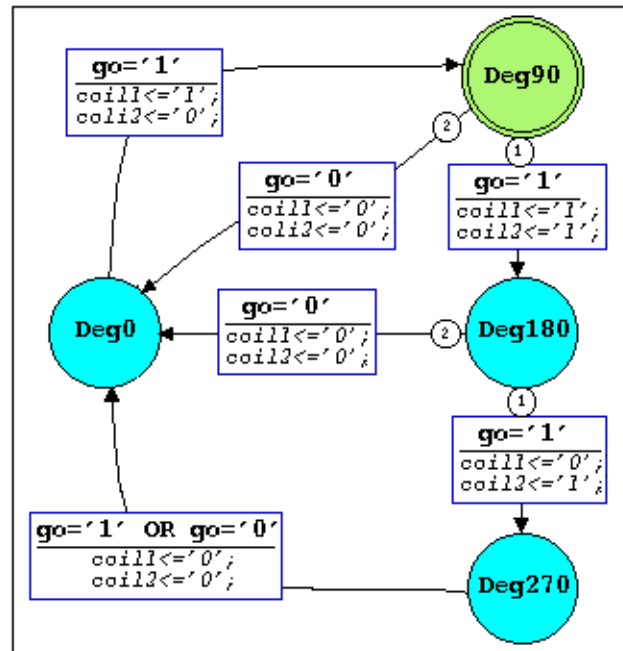 go='1'
coil1<='1';
coli2<='0';
Deg90
2
1
go='0'
coil1<='0';
coli2<='0';
go='1'
coil1<='1';
coil2<='1';
Deg0
go='0'
coil1<='0';
coil2<='0';
2
Deg180
1
go='1'
coil1<='0';
coil2<='1';
go='1' OR go='0'
coil1<='0';
coil2<='0';
Deg270